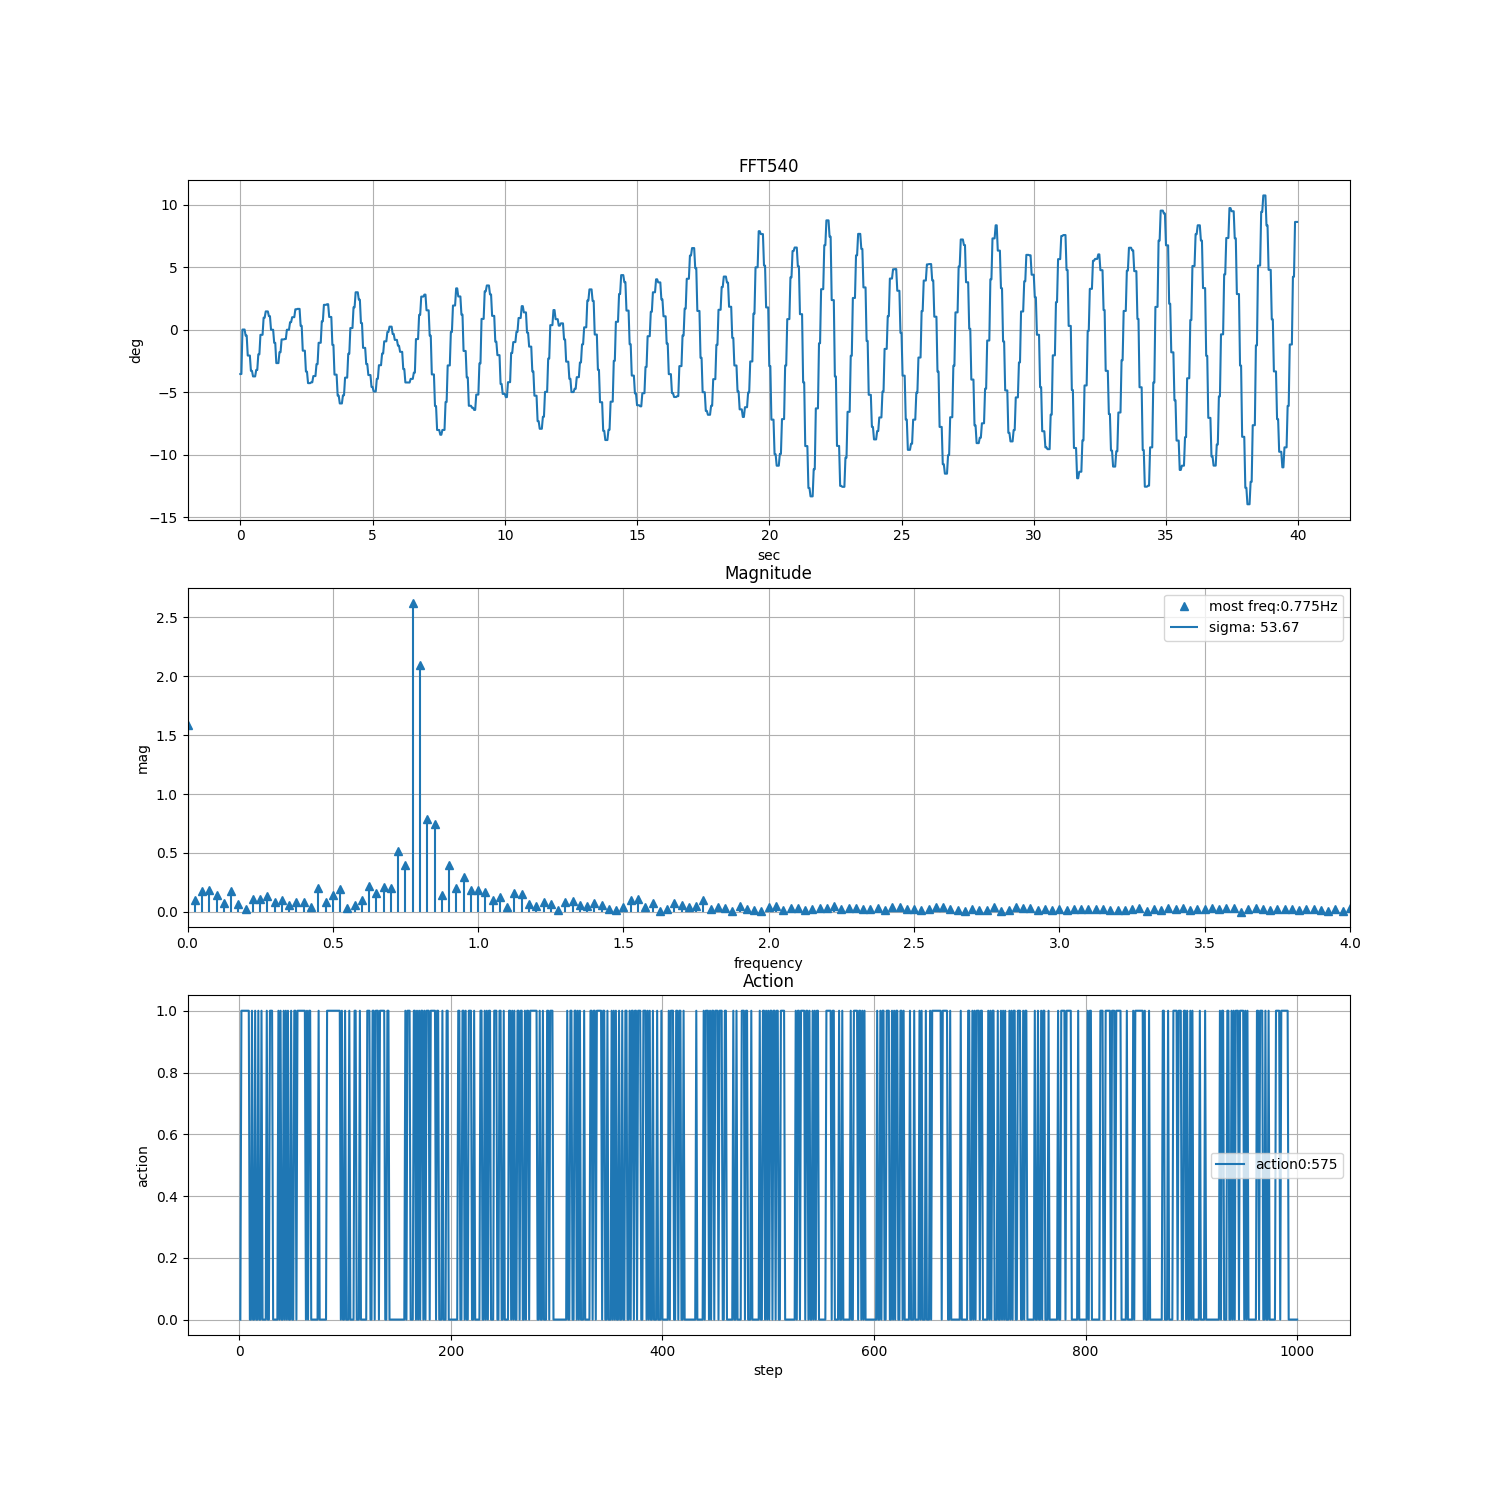 FFT540
10
5
0
−5
−10
−15
deg
0 5 10 15 20 25 30 35 40
sec
Magnitude
most freq:0.775Hz
sigma: 53.67
2.5
2.0
1.5
1.0
0.5
0.0
mag
0.0 0.5 1.0 1.5 2.0 2.5 3.0 3.5 4.0
frequency
Action
1.0
0.8
0.6
0.4
0.2
0.0
action
action0:575
0 200 400 600 800 1000
step